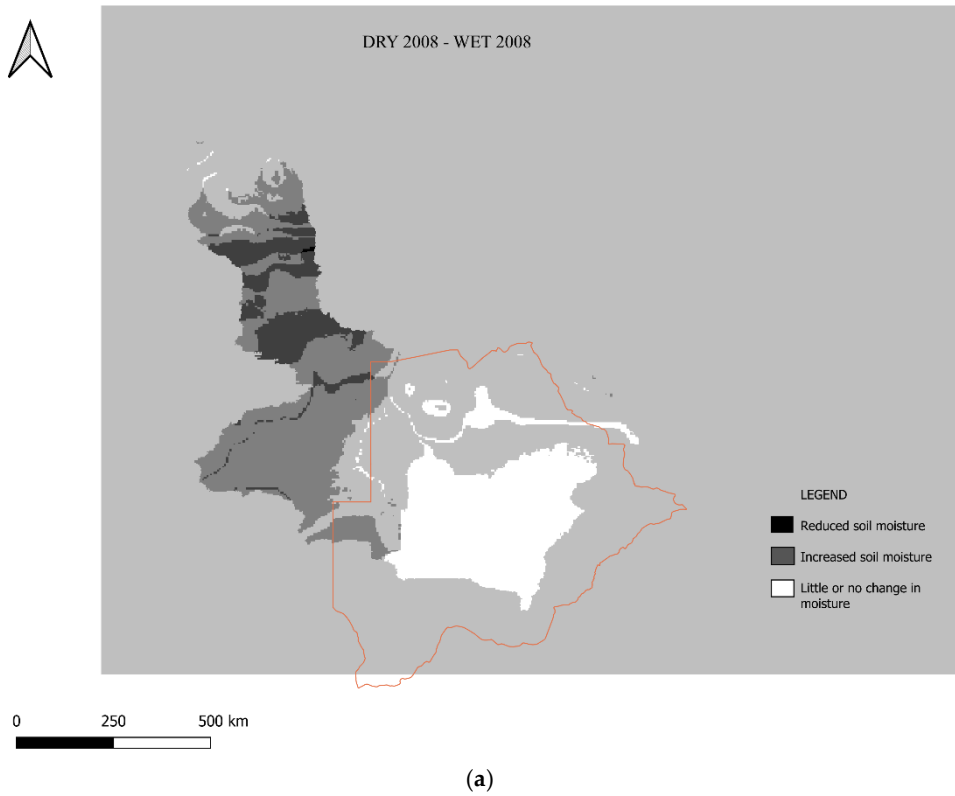 DRY 2008 - WET 2008
LEGEND
Reduced soil moisture
Increased soil moisture
Little or no change in
moisture
0 250 500 km
(a)